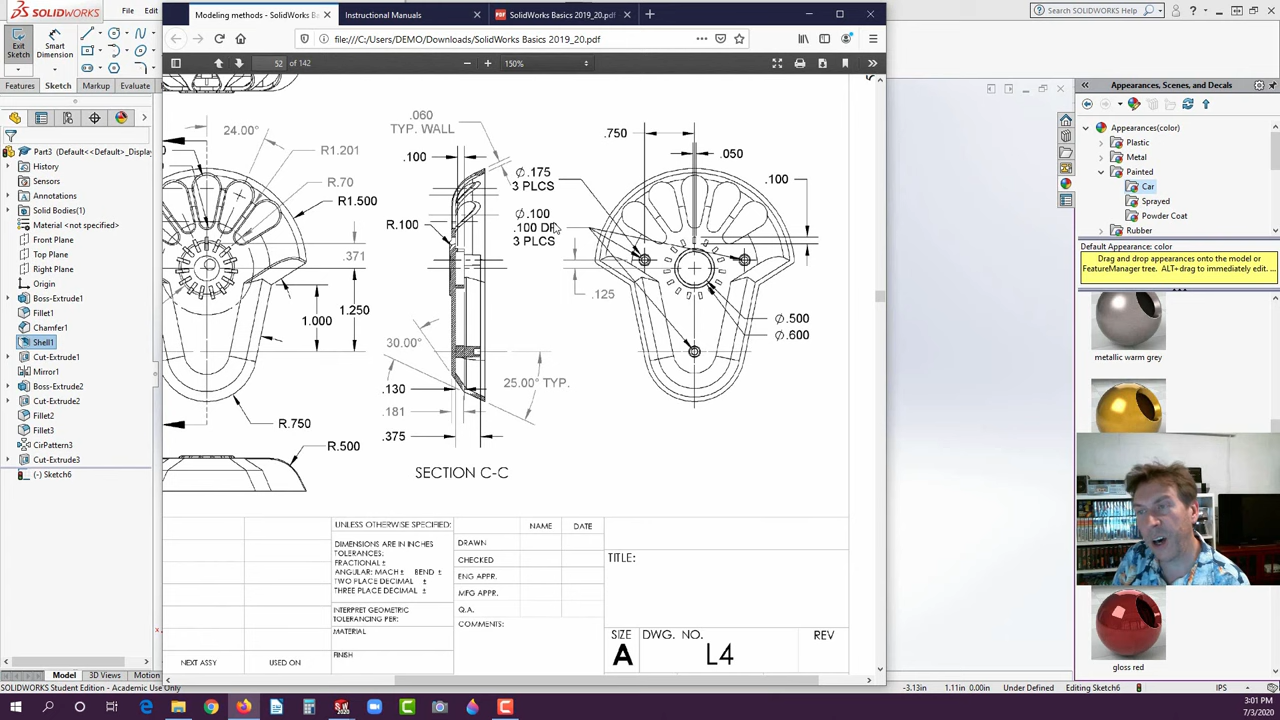 SOLIDWORKS
File
Edit
Exit Sketch
Smart Dimension
Features
Sketch
Markup
Evaluate
Part3 (Default<<Default>_Display
History
Sensors
Annotations
Solid Bodies(1)
Material <not specified>
Front Plane
Top Plane
Right Plane
Origin
Boss-Extrude1
Fillet1
Chamfer1
Shell1
Cut-Extrude1
Mirror1
Boss-Extrude2
Cut-Extrude2
Fillet2
Fillet3
CirPattern3
Cut-Extrude3
(-) Sketch6
Model
3D Views
Motion
SOLIDWORKS Student Edition - Academic Use Only
Modeling methods - SolidWorks Ba
Instructional Manuals
SolidWorks Basics 2019_20.pdf
file:///C:/Users/DEMO/Downloads/SolidWorks Basics 2019_20.pdf
52
of 142
150%
24.00°
R1.201
R.70
R1.500
.371
1.250
1.000
R.750
R.500
.060
TYP. WALL
.100
R.100
30.00°
.130
.181
.375
25.00° TYP.
SECTION C-C
Ø.175
3 PLCS
Ø.100
.100 DP
3 PLCS
.125
.750
.050
.100
Ø.500
Ø.600
UNLESS OTHERWISE SPECIFIED:
DIMENSIONS ARE IN INCHES
TOLERANCES:
FRACTIONAL ±
ANGULAR: MACH ± BEND ±
TWO PLACE DECIMAL ±
THREE PLACE DECIMAL ±
INTERPRET GEOMETRIC
TOLERANCING PER:
MATERIAL
FINISH
NEXT ASSY
USED ON
NAME
DATE
DRAWN
CHECKED
ENG APPR.
MFG APPR.
Q.A.
COMMENTS:
TITLE:
SIZE
A
DWG. NO.
L4
REV
Search SOLIDWORKS Help
Appearances, Scenes, and Decals
Appearances(color)
Plastic
Metal
Painted
Car
Sprayed
Powder Coat
Rubber
Default Appearance: color
Drag and drop appearances onto the model or
FeatureManager tree. ALT+drag to immediately edit...
metallic warm grey
gloss red
-3.13in
1.11in
0.00in
Under Defined
Editing Sketch6
IPS
3:01 PM
7/3/2020